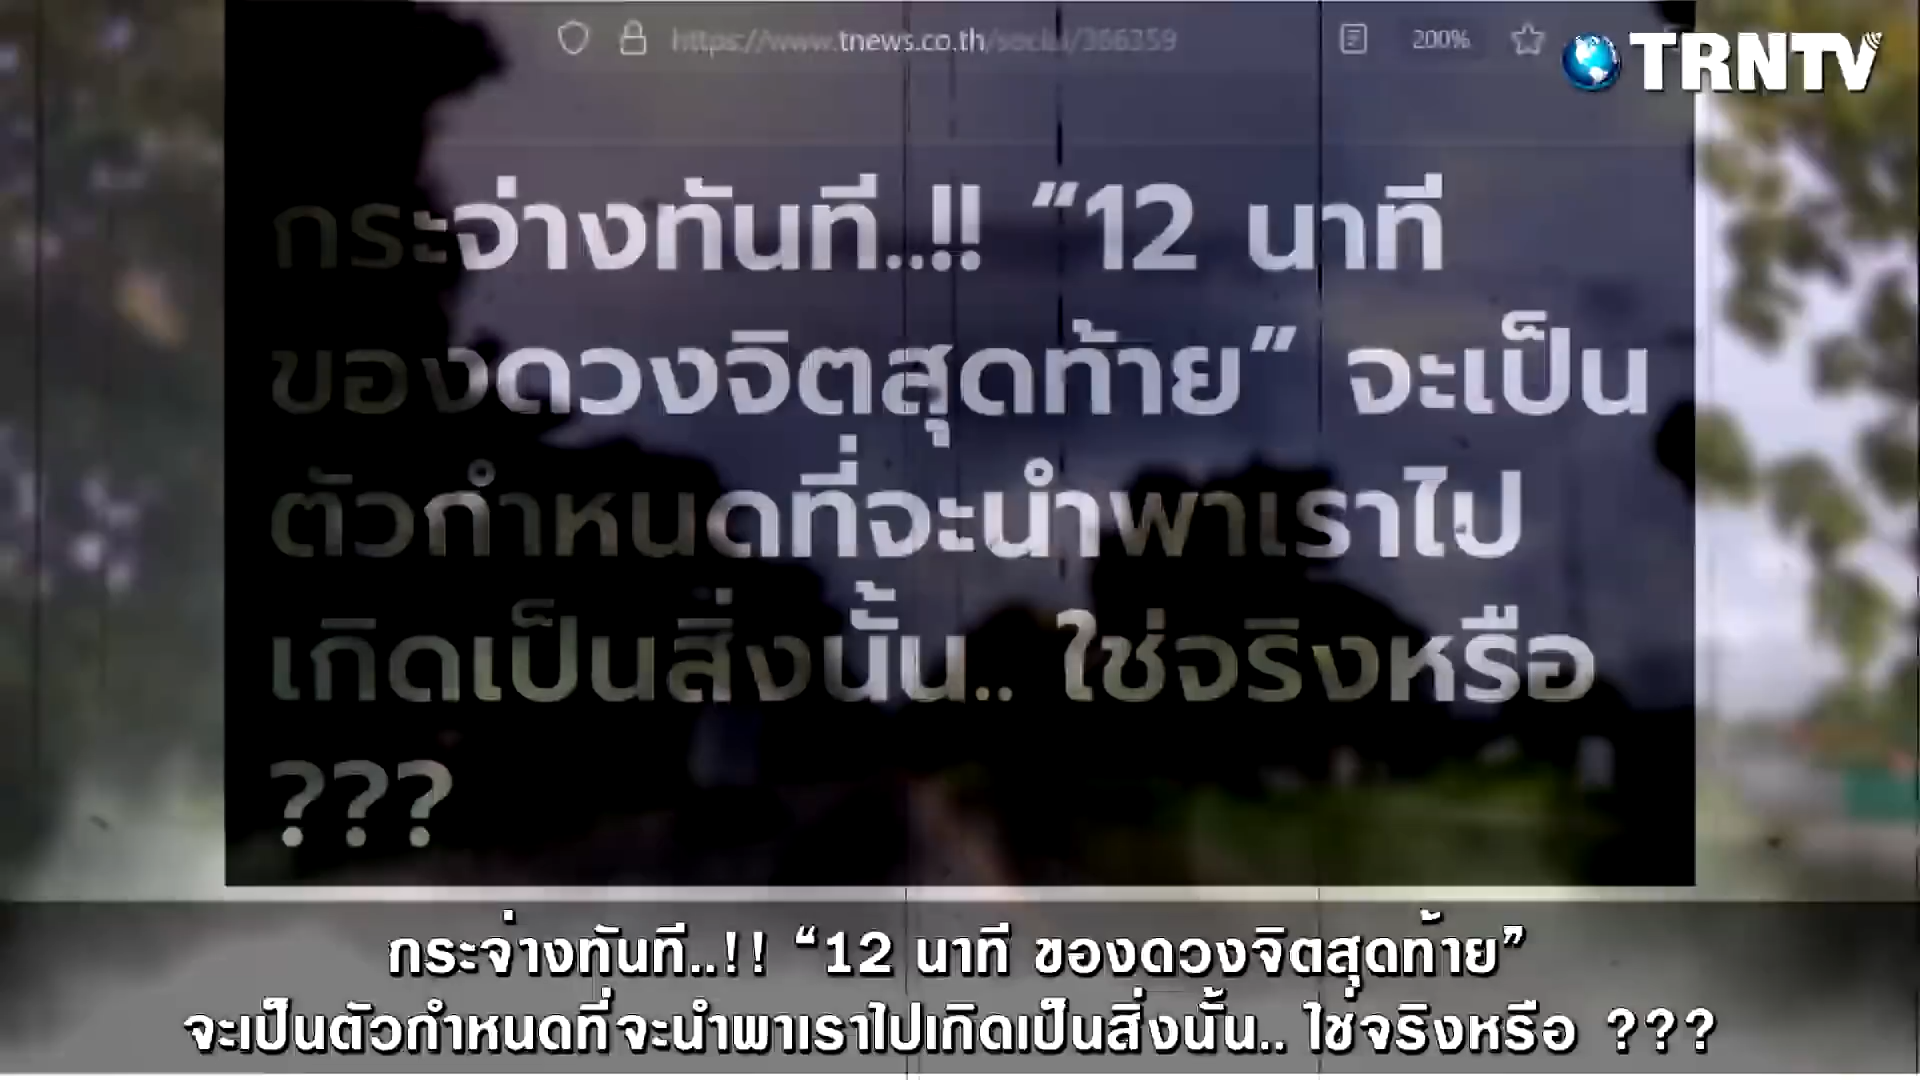 https://www.tnews.co.th/social/366359
200%
TRNTV
กระจ่างทันที..!! “12 นาที
ของดวงจิตสุดท้าย” จะเป็น
ตัวกำหนดที่จะนำพาเราไป
เกิดเป็นสิ่งนั้น.. ใช่จริงหรือ
???
กระจ่างทันที..!! “12 นาที ของดวงจิตสุดท้าย”
จะเป็นตัวกำหนดที่จะนำพาเราไปเกิดเป็นสิ่งนั้น.. ใช่จริงหรือ ???